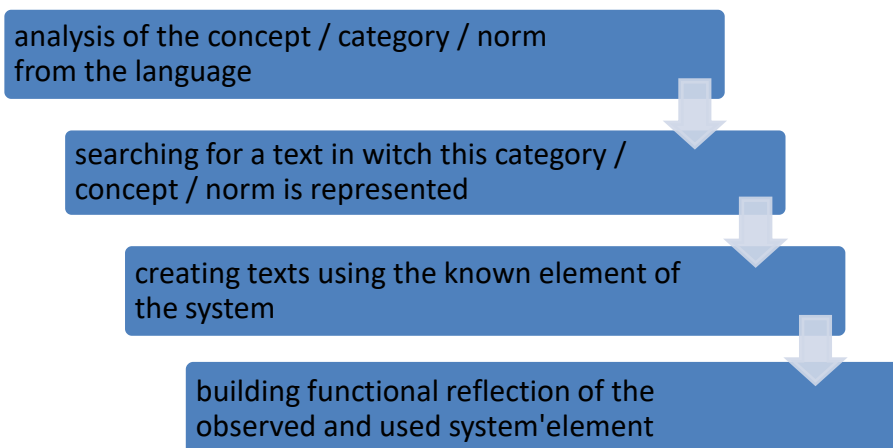 analysis of the concept / category / norm
from the language
searching for a text in witch this category /
concept / norm is represented
creating texts using the known element of
the system
building functional reflection of the
observed and used system'element